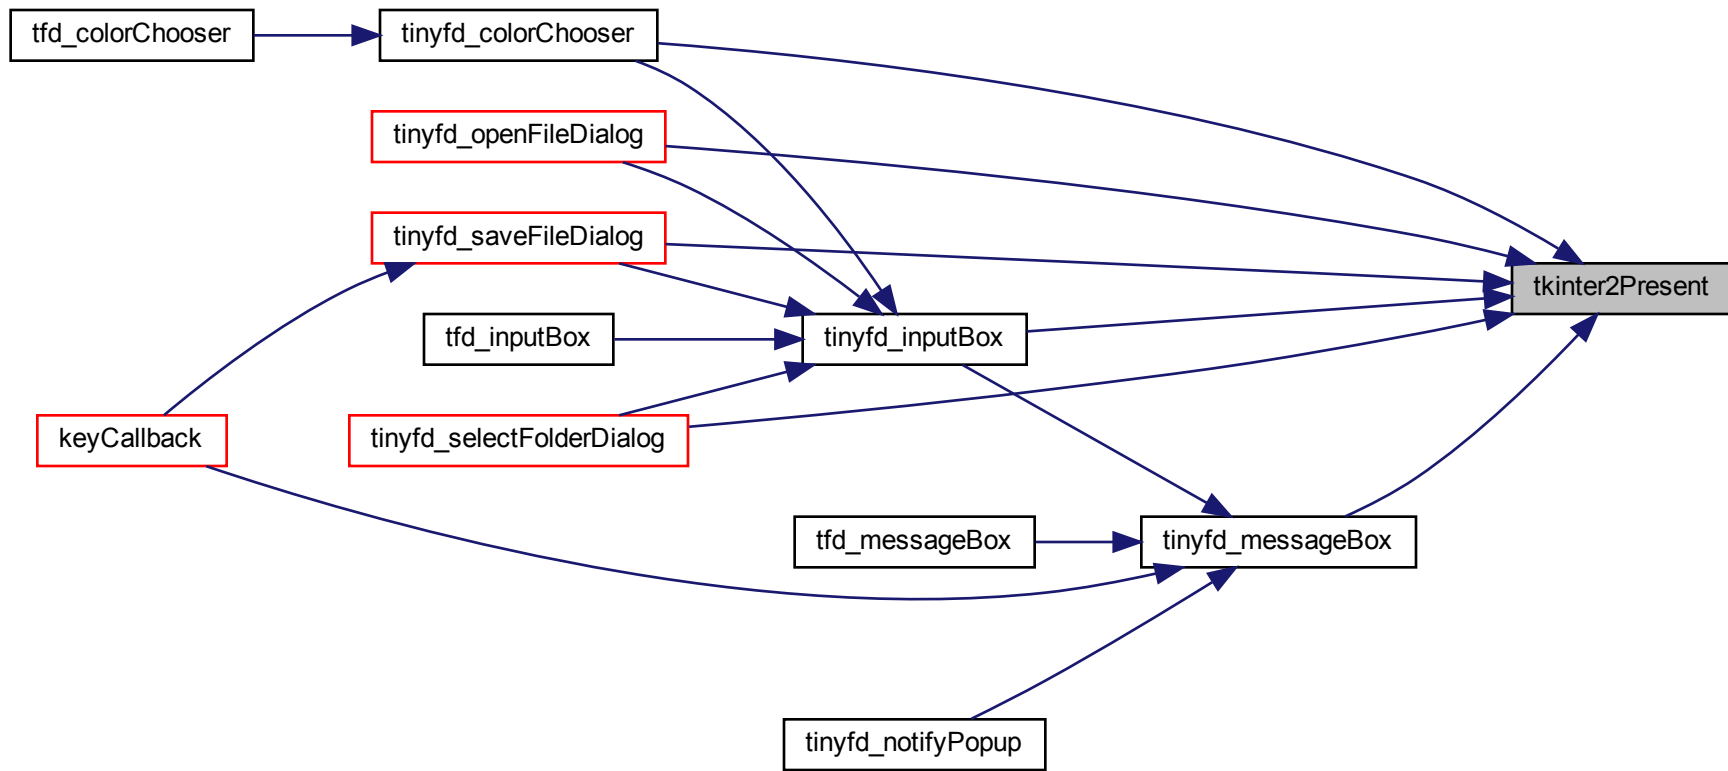 tfd_colorChooser
tinyfd_colorChooser
tinyfd_openFileDialog
tinyfd_saveFileDialog
tkinter2Present
tfd_inputBox
tinyfd_inputBox
keyCallback
tinyfd_selectFolderDialog
tfd_messageBox
tinyfd_messageBox
tinyfd_notifyPopup